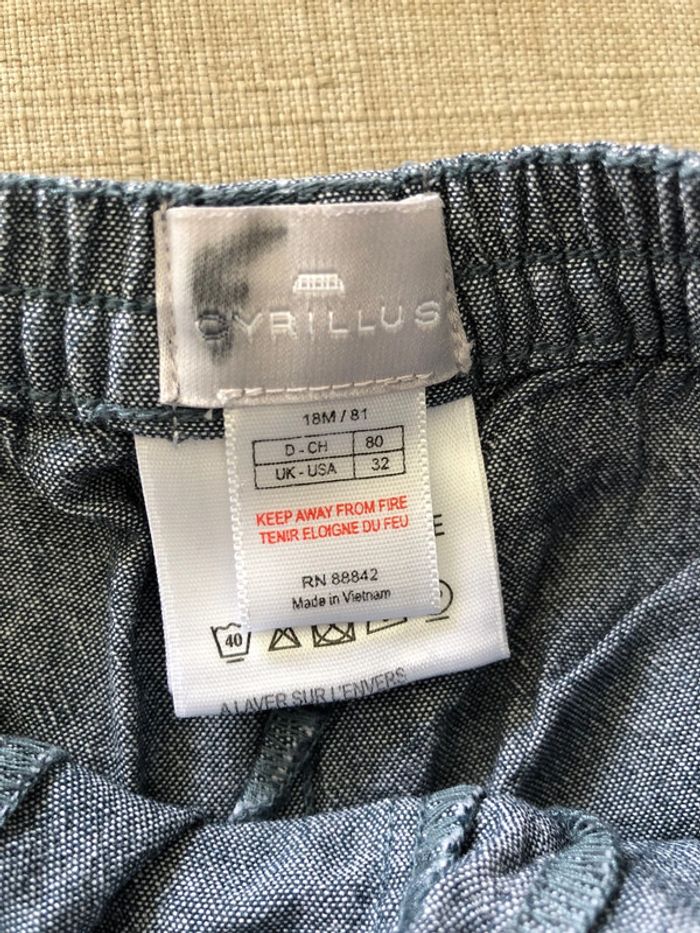 CYRILLUS
18M / 81
D - CH 80
UK - USA 32
KEEP AWAY FROM FIRE
TENIR ELOIGNE DU FEU
E
RN 88842
Made in Vietnam
40
A LAVER SUR L'ENVERS